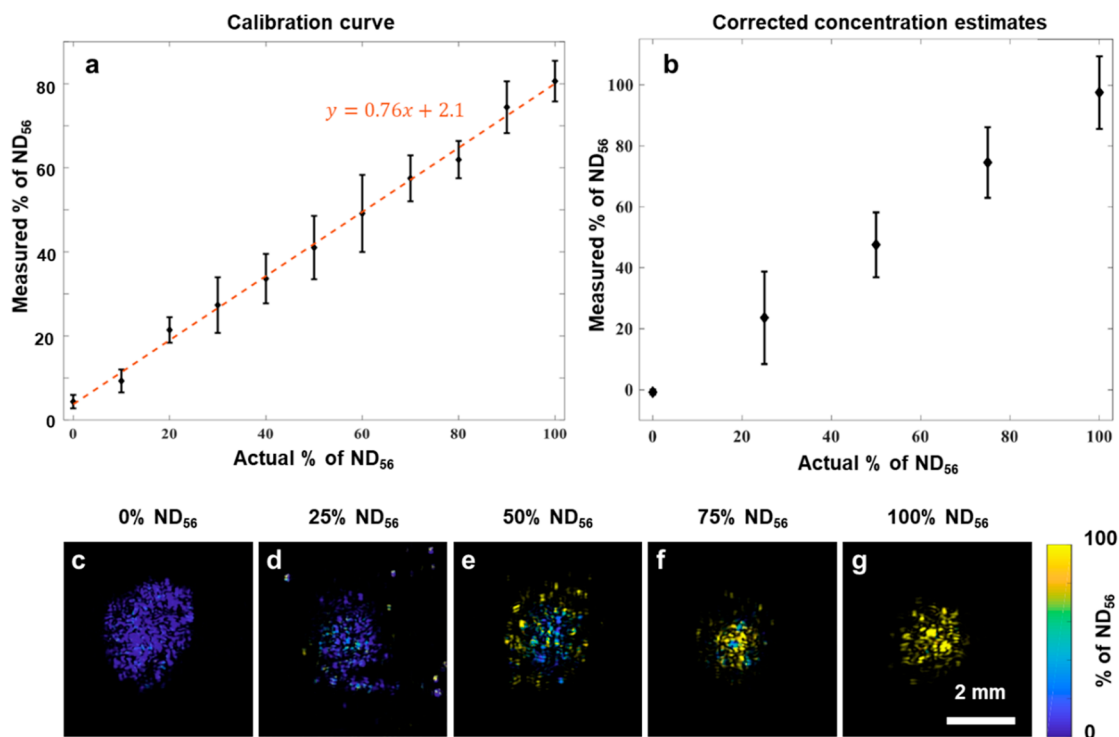 Calibration curve
a
y = 0.76x + 2.1
Measured % of ND₅₆
80
60
40
20
0
0 20 40 60 80 100
Actual % of ND₅₆
Corrected concentration estimates
b
Measured % of ND₅₆
100
80
60
40
20
0
0 20 40 60 80 100
Actual % of ND₅₆
0% ND₅₆
25% ND₅₆
50% ND₅₆
75% ND₅₆
100% ND₅₆
c
d
e
f
g
2 mm
100
% of ND₅₆
0